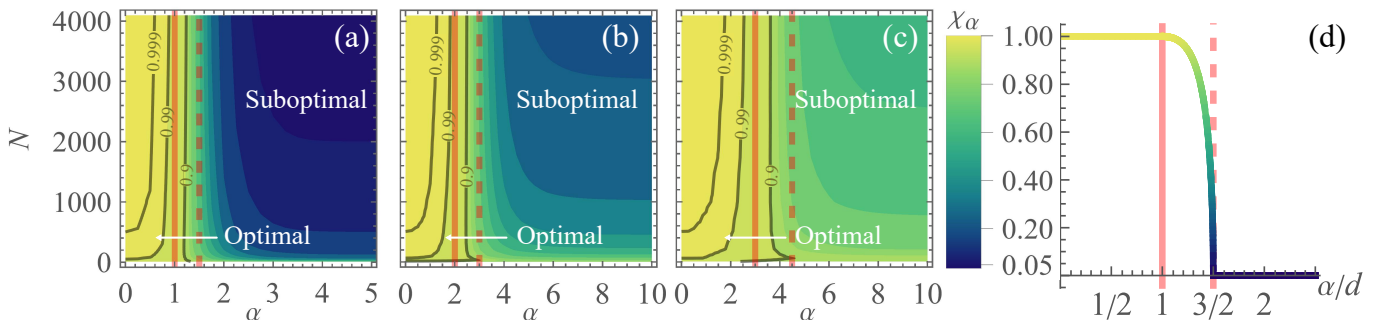 N
4000
3000
2000
1000
0
(a)
0.999
0.99
0.9
Suboptimal
Optimal
0 1 2 3 4 5
α
(b)
0.999
0.99
0.9
Suboptimal
Optimal
0 2 4 6 8 10
α
(c)
0.999
0.99
0.9
Suboptimal
Optimal
0 2 4 6 8 10
α
χα
1.00
0.80
0.60
0.40
0.20
0.05
(d)
1.00
0.80
0.60
0.40
0.20
0.05
1/2 1 3/2 2
α/d